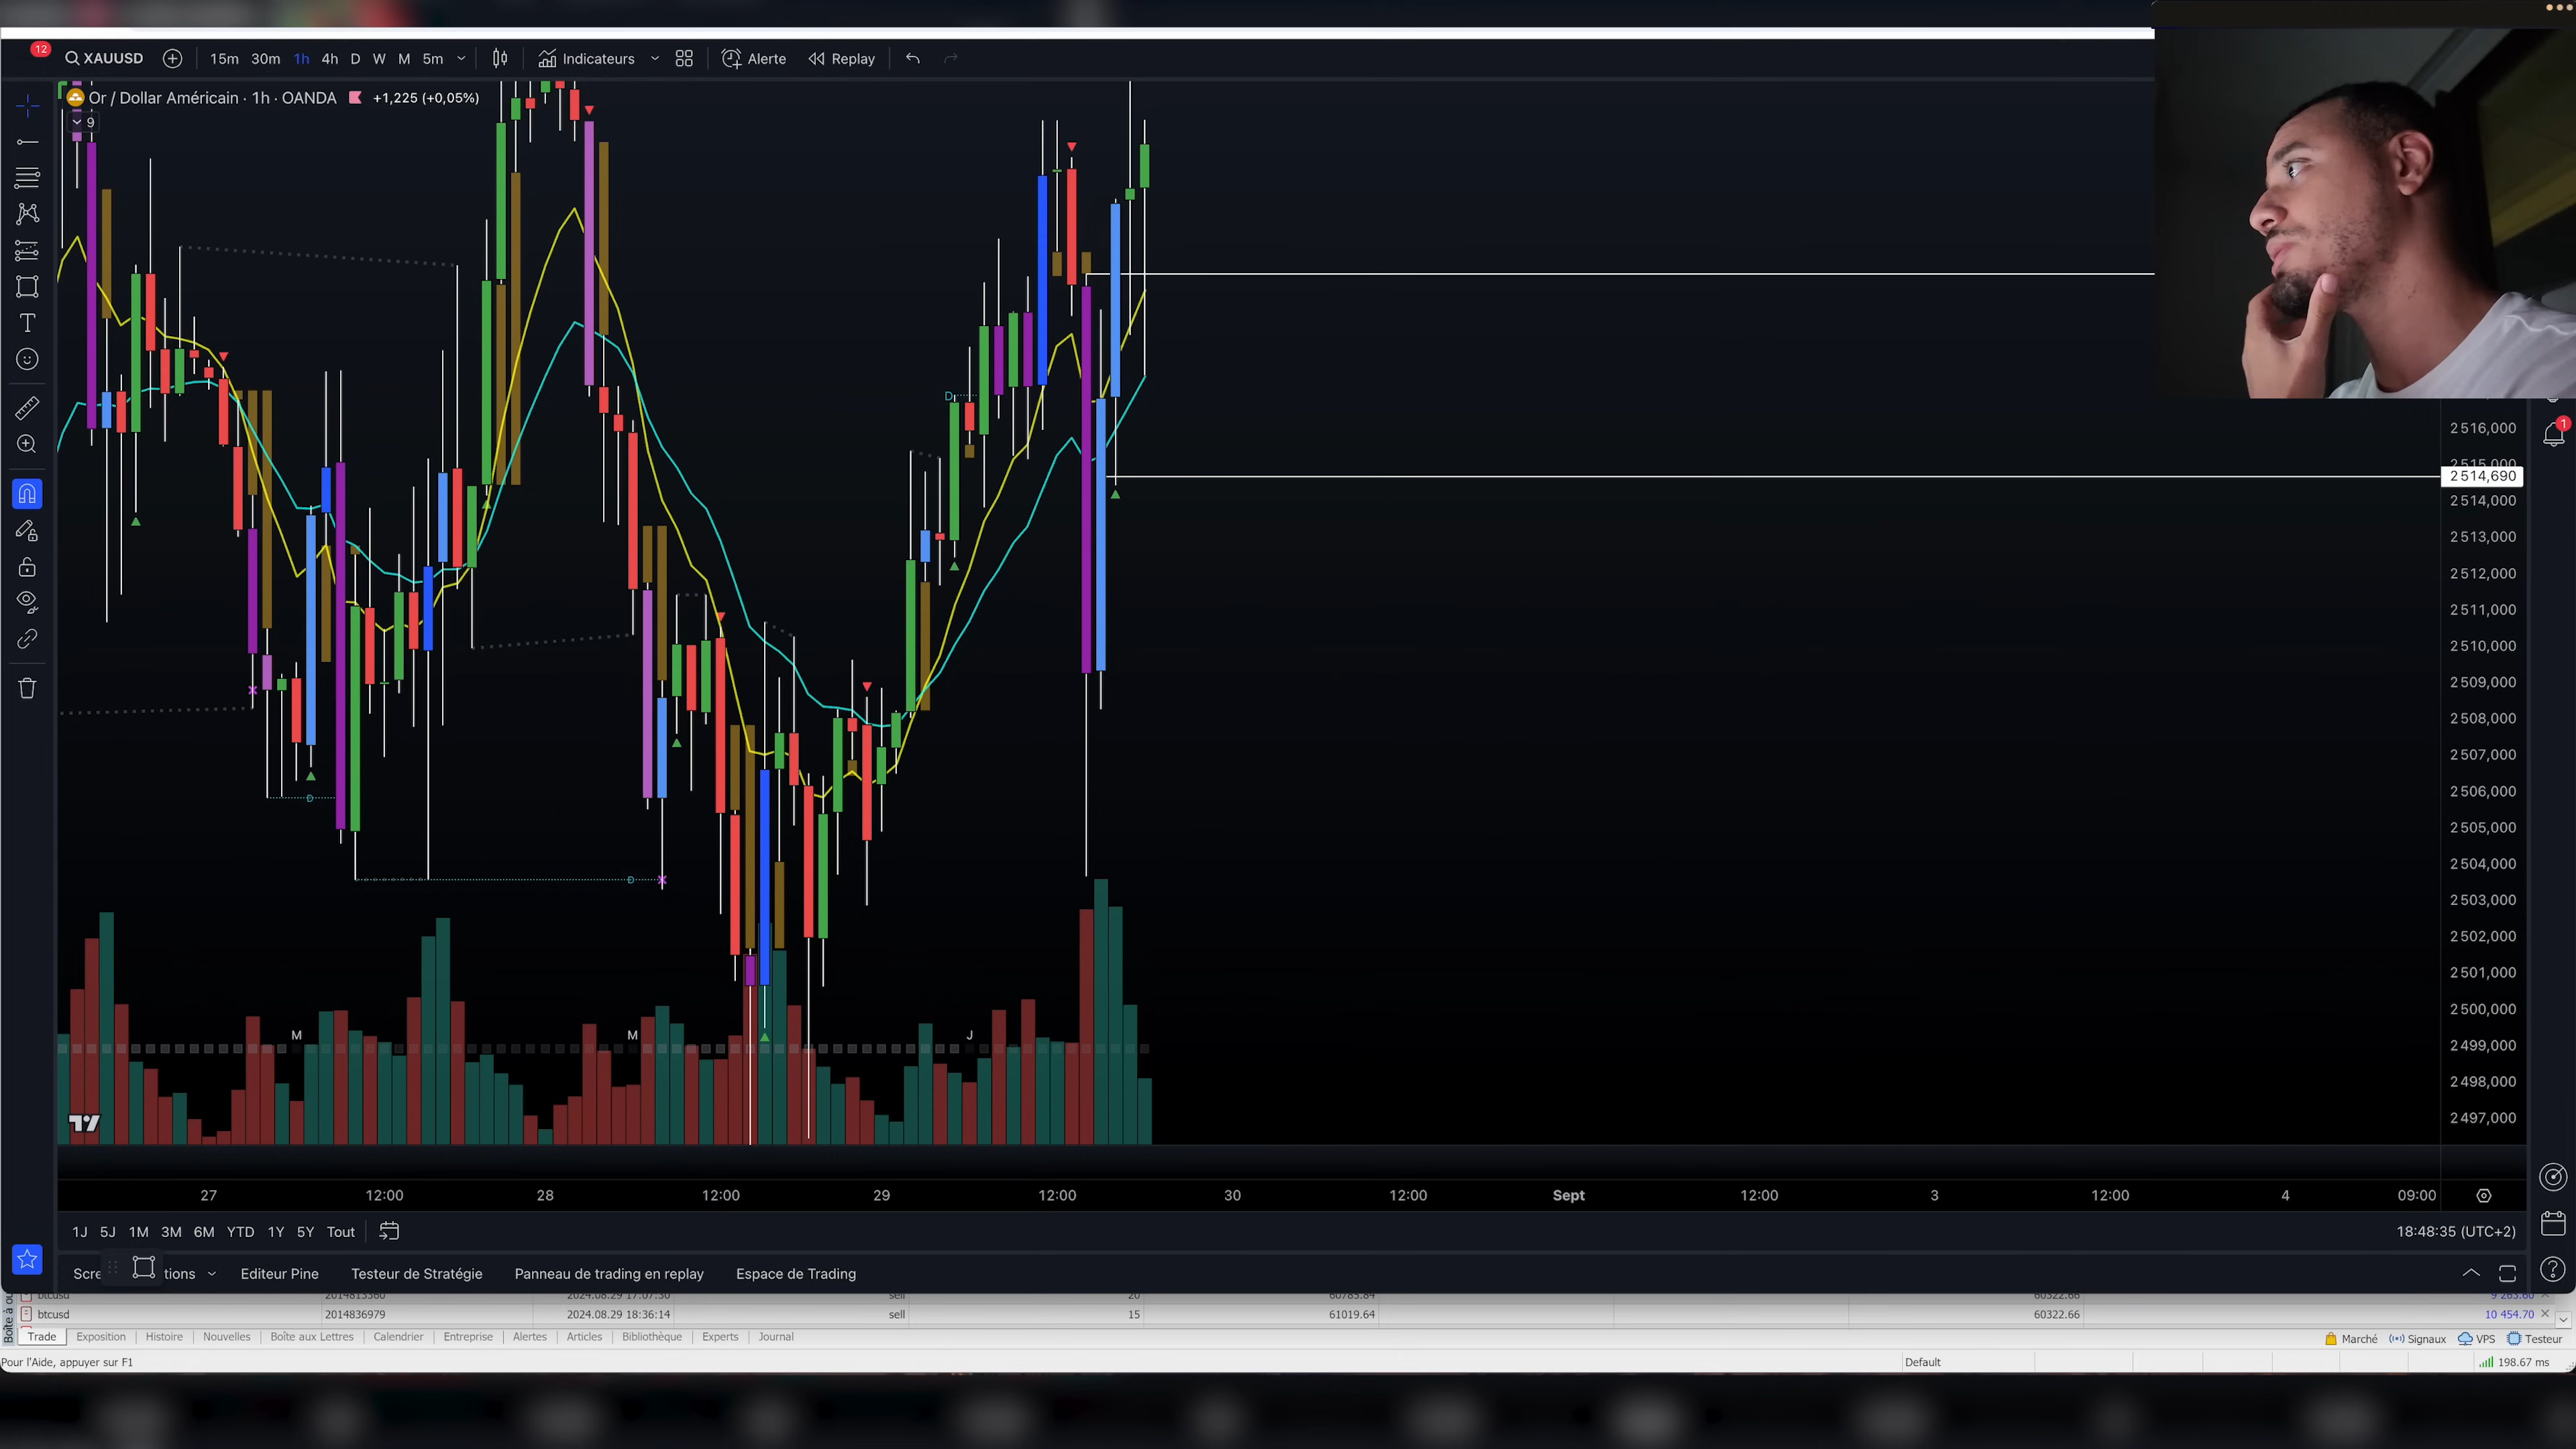 12 XAUUSD 15m 30m 1h 4h D W M 5m Indicateurs Alerte Replay
Or / Dollar Américain · 1h · OANDA +1,225 (+0,05%)
9
D
D
D
M M J
2 516,000
1
2 514,690
2 514,000
2 513,000
2 512,000
2 511,000
2 510,000
2 509,000
2 508,000
2 507,000
2 506,000
2 505,000
2 504,000
2 503,000
2 502,000
2 501,000
2 500,000
2 499,000
2 498,000
2 497,000
27 12:00 28 12:00 29 12:00 30 12:00 Sept 12:00 3 12:00 4 09:00
1J 5J 1M 3M 6M YTD 1Y 5Y Tout 18:48:35 (UTC+2)
Scre tions Editeur Pine Testeur de Stratégie Panneau de trading en replay Espace de Trading
btcusd 2014836979 2024.08.29 18:36:14 sell 15 61019.64 60322.66 10 454.70
Trade Exposition Histoire Nouvelles Boîte aux Lettres Calendrier Entreprise Alertes Articles Bibliothèque Experts Journal Marché Signaux VPS Testeur
Pour l'Aide, appuyer sur F1 Default 198.67 ms